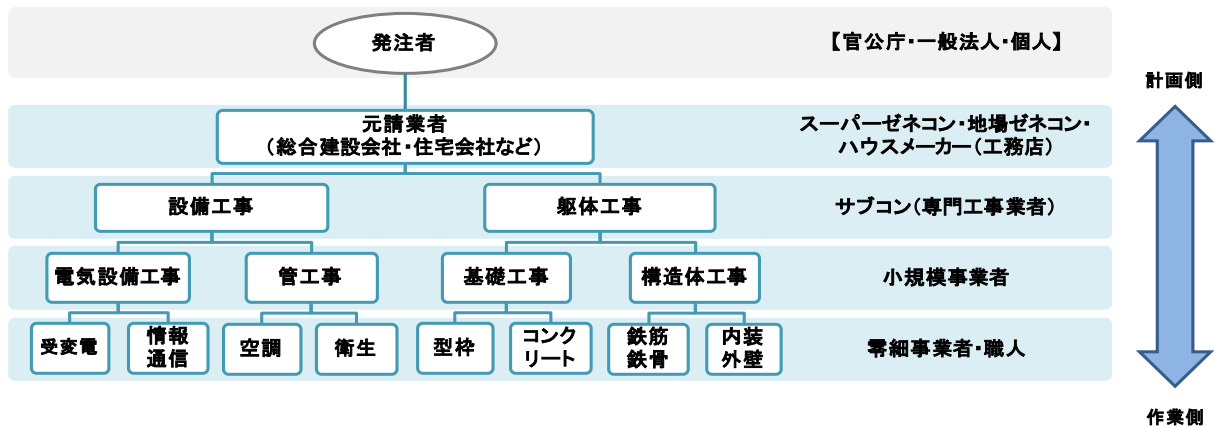 発注者
【官公庁・一般法人・個人】
計画側
元請業者
（総合建設会社・住宅会社など）
スーパーゼネコン・地場ゼネコン・
ハウスメーカー（工務店）
設備工事
躯体工事
サブコン（専門工事業者）
電気設備工事
管工事
基礎工事
構造体工事
小規模事業者
受変電
情報
通信
空調
衛生
型枠
コンク
リート
鉄筋
鉄骨
内装
外壁
零細事業者・職人
作業側